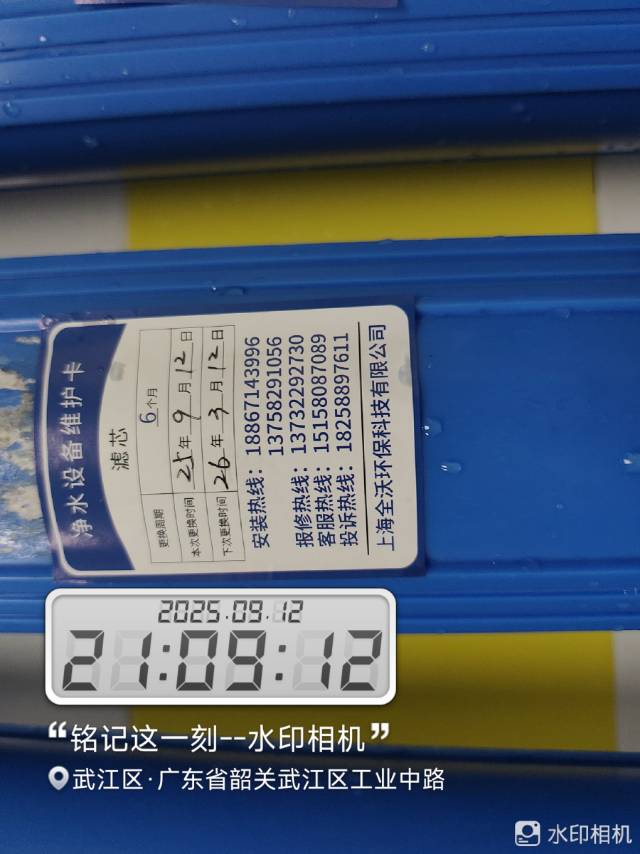 净水设备维护卡
滤芯
更换周期 6个月
本次更换时间 25年9月12日
下次更换时间 26年3月12日
安装热线：18867143996
13758291056
报修热线：13732292730
客服热线：15158087089
投诉热线：18258897611
上海全沃环保科技有限公司
2025.09.12
21:09:12
“铭记这一刻--水印相机”
武江区·广东省韶关武江区工业中路
水印相机